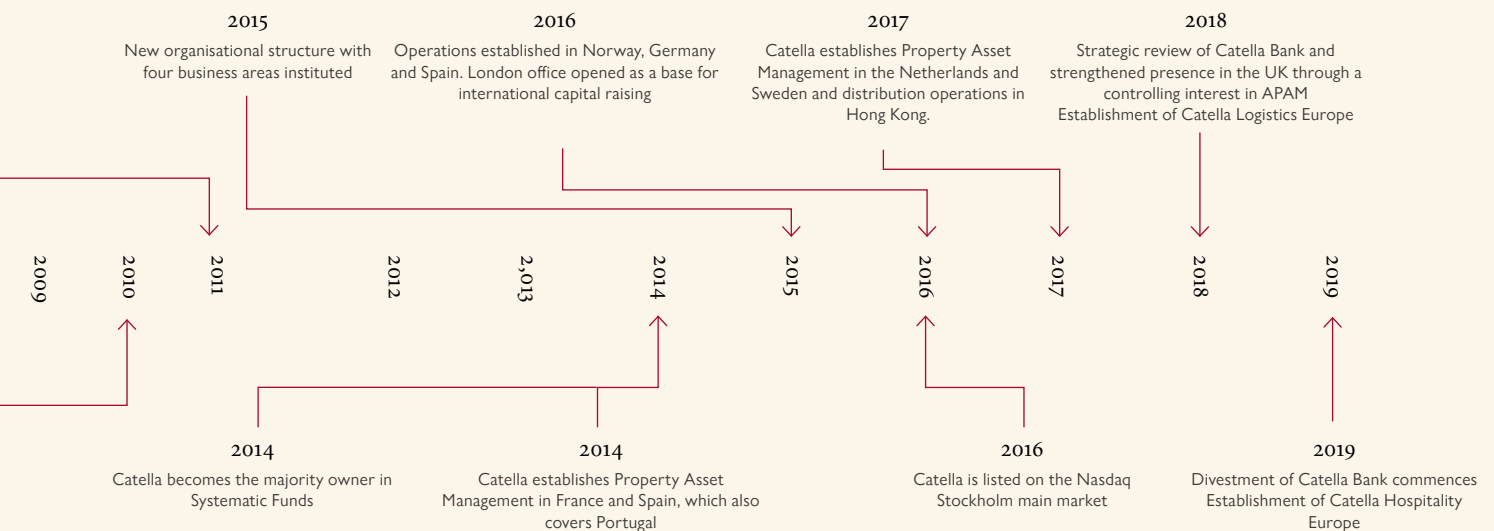 2015
New organisational structure with
four business areas instituted
2016
Operations established in Norway, Germany
and Spain. London office opened as a base for
international capital raising
2017
Catella establishes Property Asset
Management in the Netherlands and
Sweden and distribution operations in
Hong Kong.
2018
Strategic review of Catella Bank and
strengthened presence in the UK through a
controlling interest in APAM
Establishment of Catella Logistics Europe
2009
2010
2011
2012
2,013
2014
2015
2016
2017
2018
2019
2014
Catella becomes the majority owner in
Systematic Funds
2014
Catella establishes Property Asset
Management in France and Spain, which also
covers Portugal
2016
Catella is listed on the Nasdaq
Stockholm main market
2019
Divestment of Catella Bank commences
Establishment of Catella Hospitality
Europe